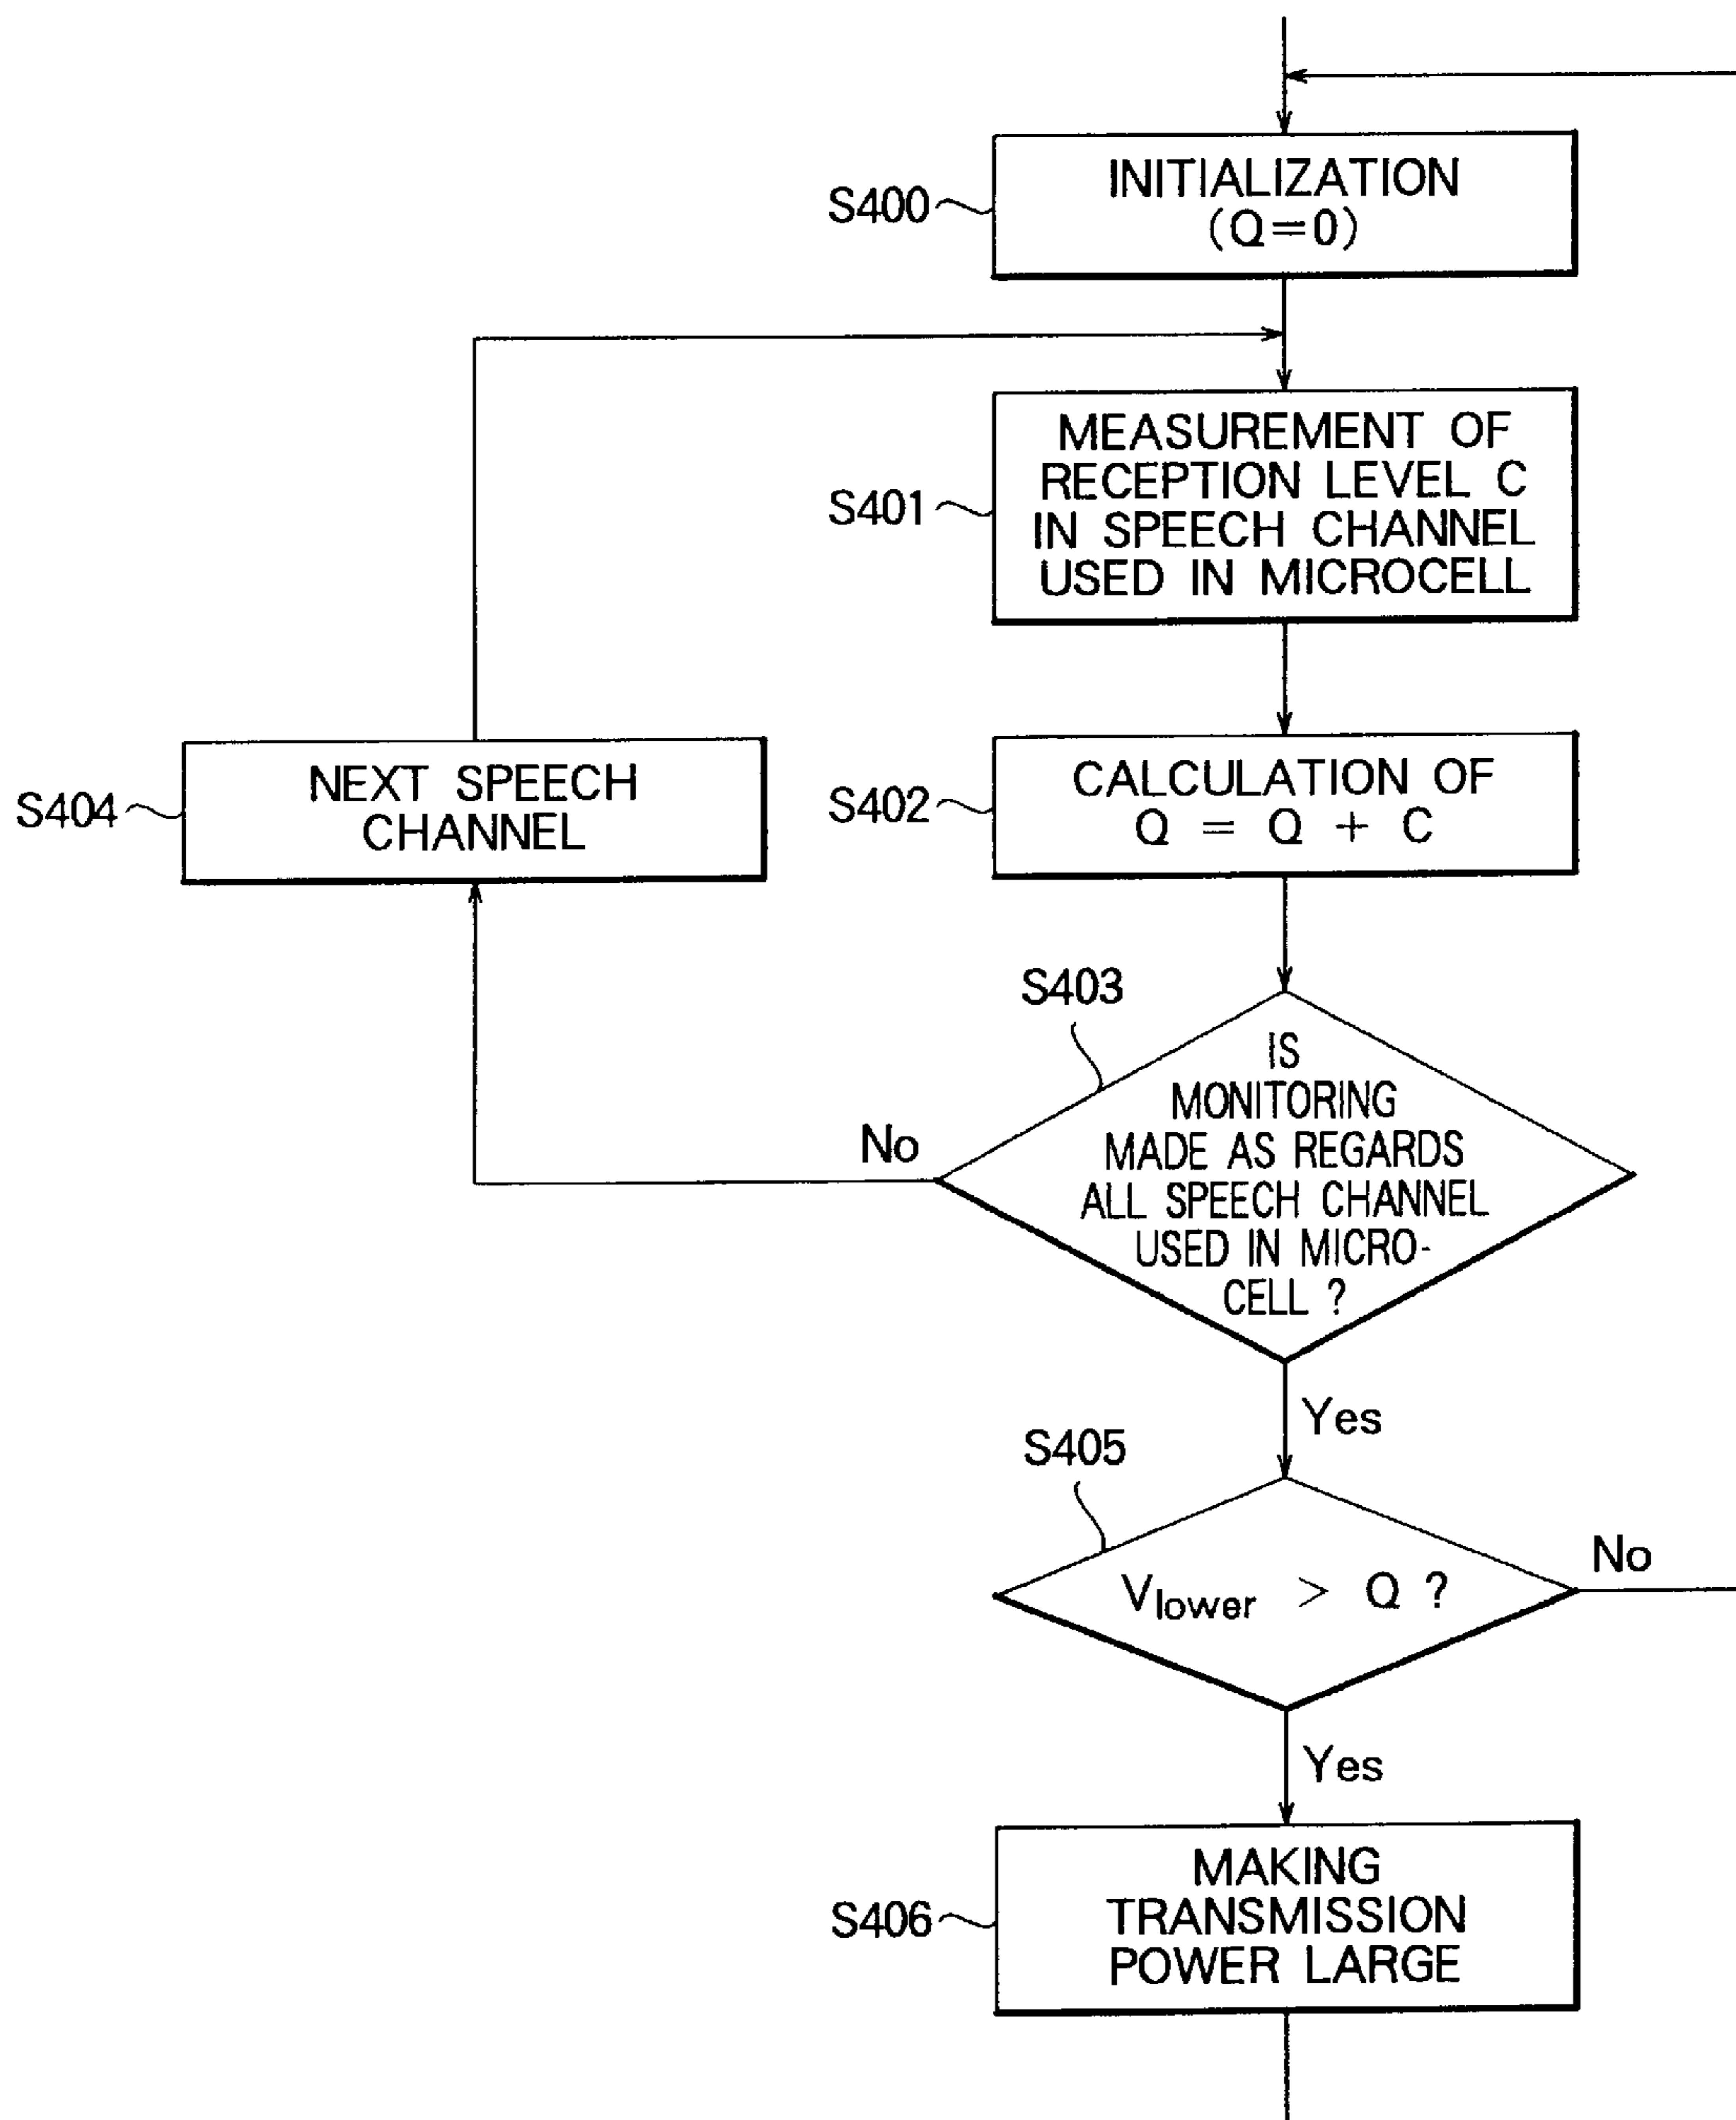 S400
INITIALIZATION
(Q=0)
S401
MEASUREMENT OF
RECEPTION LEVEL C
IN SPEECH CHANNEL
USED IN MICROCELL
S404
NEXT SPEECH
CHANNEL
S402
CALCULATION OF
Q = Q + C
S403
IS
MONITORING
MADE AS REGARDS
ALL SPEECH CHANNEL
USED IN MICRO-
CELL ?
No
Yes
S405
Vlower > Q ?
No
Yes
S406
MAKING
TRANSMISSION
POWER LARGE